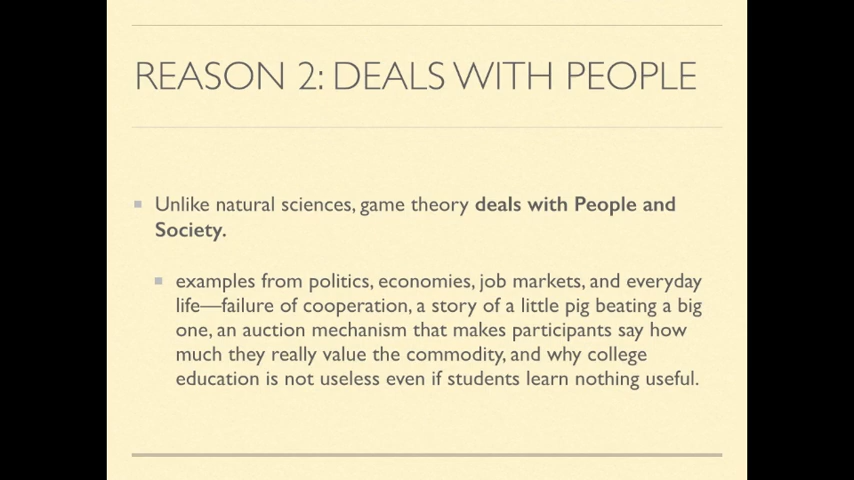 REASON 2: DEALS WITH PEOPLE
Unlike natural sciences, game theory deals with People and
Society.
examples from politics, economies, job markets, and everyday
life—failure of cooperation, a story of a little pig beating a big
one, an auction mechanism that makes participants say how
much they really value the commodity, and why college
education is not useless even if students learn nothing useful.